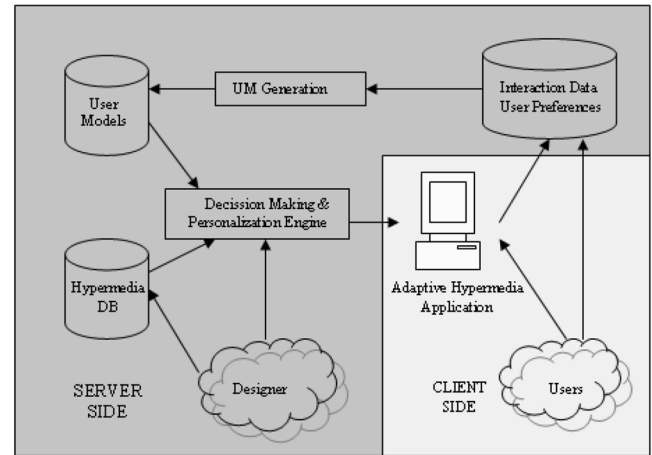 User
Models
UM Generation
Interaction Data
User Preferences
Decission Making &
Personalization Engine
Hypermedia
DB
Adaptive Hypermedia
Application
Designer
Users
SERVER
SIDE
CLIENT
SIDE